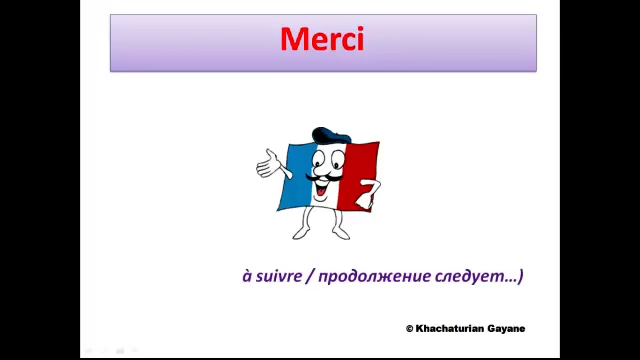 Merci
à suivre / продолжение следует...)
© Khachaturian Gayane